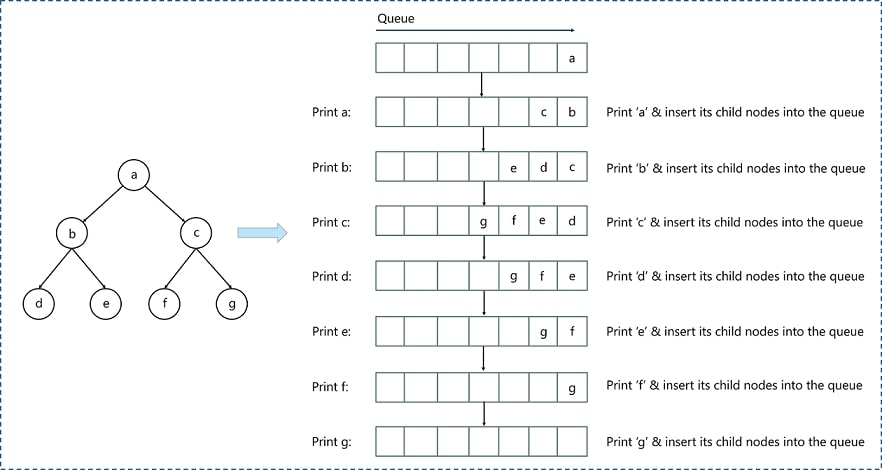 Queue
a
Print a:
c b
Print 'a' & insert its child nodes into the queue
Print b:
e d c
Print 'b' & insert its child nodes into the queue
Print c:
g f e d
Print 'c' & insert its child nodes into the queue
Print d:
g f e
Print 'd' & insert its child nodes into the queue
Print e:
g f
Print 'e' & insert its child nodes into the queue
Print f:
g
Print 'f' & insert its child nodes into the queue
Print g:
Print 'g' & insert its child nodes into the queue
a
b c
d e f g